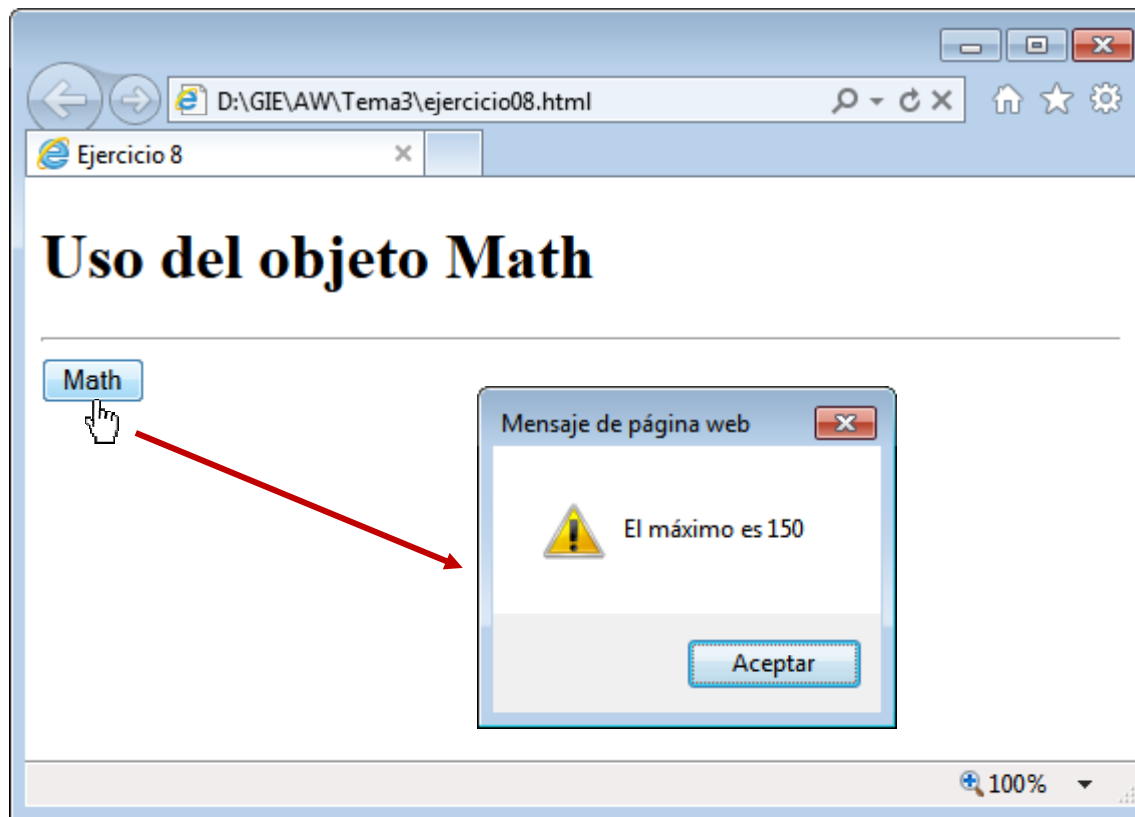 D:\GIE\AW\Tema3\ejercicio08.html
Ejercicio 8
Uso del objeto Math
Math
Mensaje de página web
El máximo es 150
Aceptar
100%